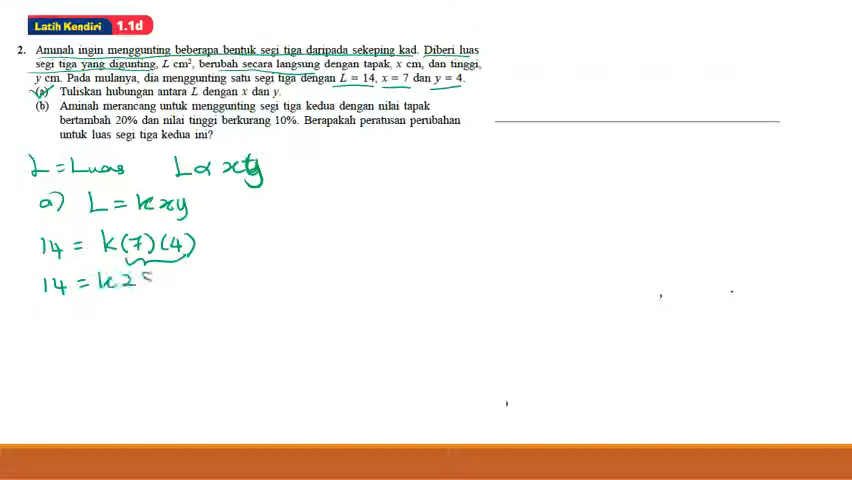 Latih Kendiri 1.1d
2. Aminah ingin menggunting beberapa bentuk segi tiga daripada sekeping kad. Diberi luas
segi tiga yang digunting, L cm², berubah secara langsung dengan tapak, x cm, dan tinggi,
y cm. Pada mulanya, dia menggunting satu segi tiga dengan L = 14, x = 7 dan y = 4.
(a) Tuliskan hubungan antara L dengan x dan y.
(b) Aminah merancang untuk menggunting segi tiga kedua dengan nilai tapak
bertambah 20% dan nilai tinggi berkurang 10%. Berapakah peratusan perubahan
untuk luas segi tiga kedua ini?
L = Luas L ∝ xy
a) L = k x y
14 = k (7) (4)
14 = k 2